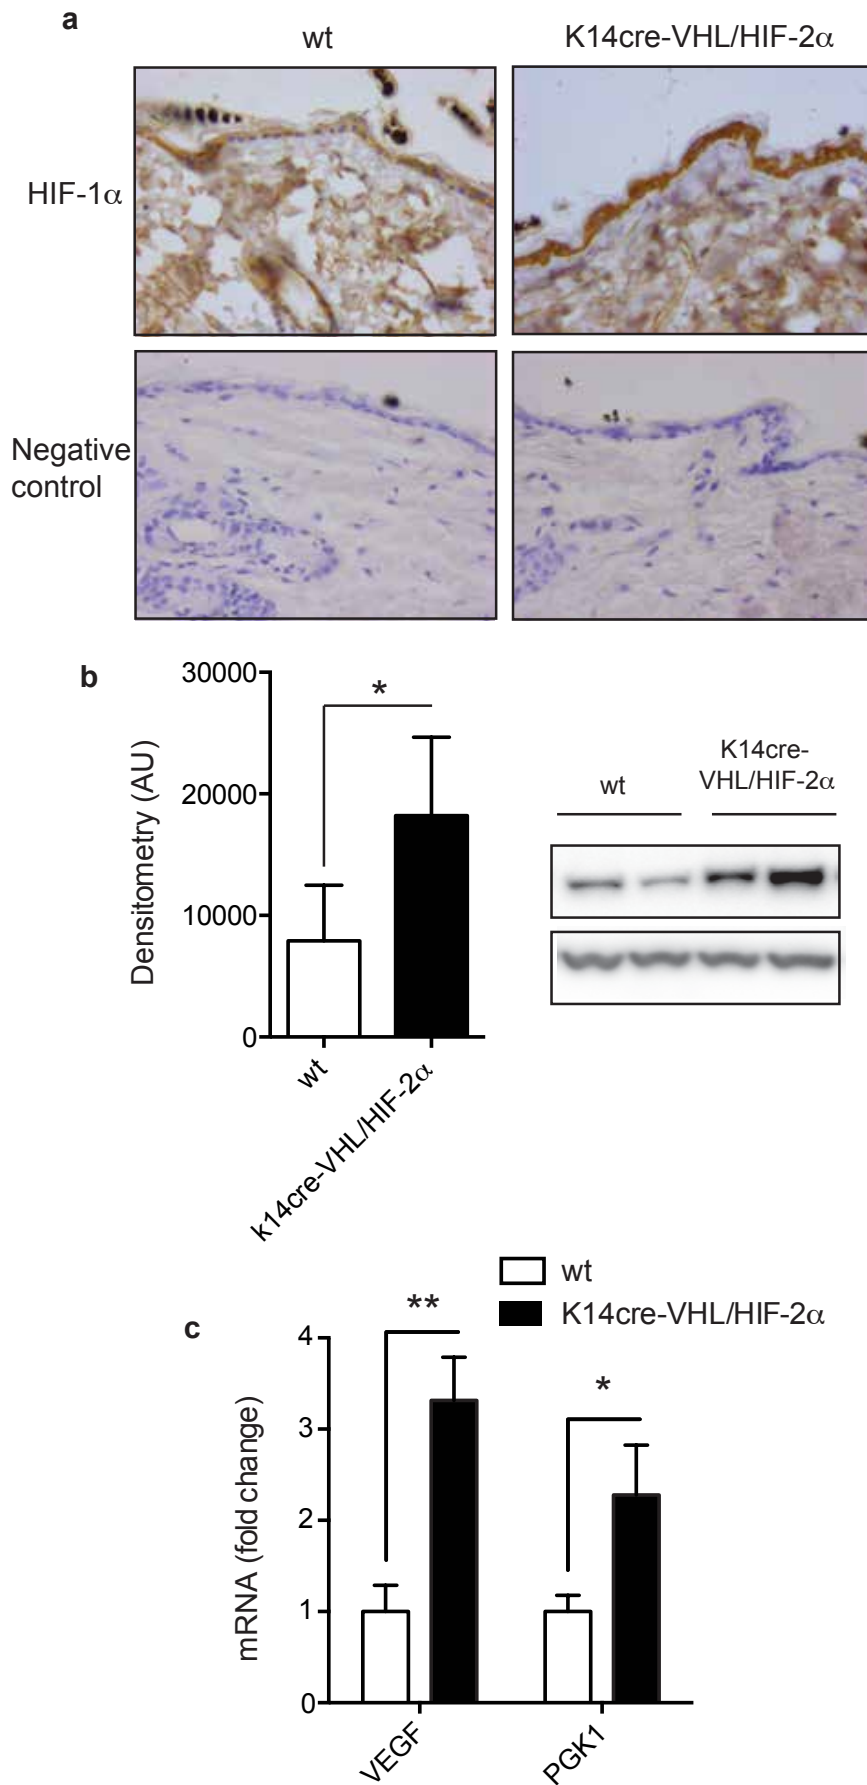 a
wt
K14cre-VHL/HIF-2α
HIF-1α
Negative
control
b
30000
20000
10000
0
Densitometry (AU)
*
wt
k14cre-VHL/HIF-2α
wt
K14cre-
VHL/HIF-2α
c
wt
K14cre-VHL/HIF-2α
4
3
2
1
0
mRNA (fold change)
**
*
VEGF
PGK1